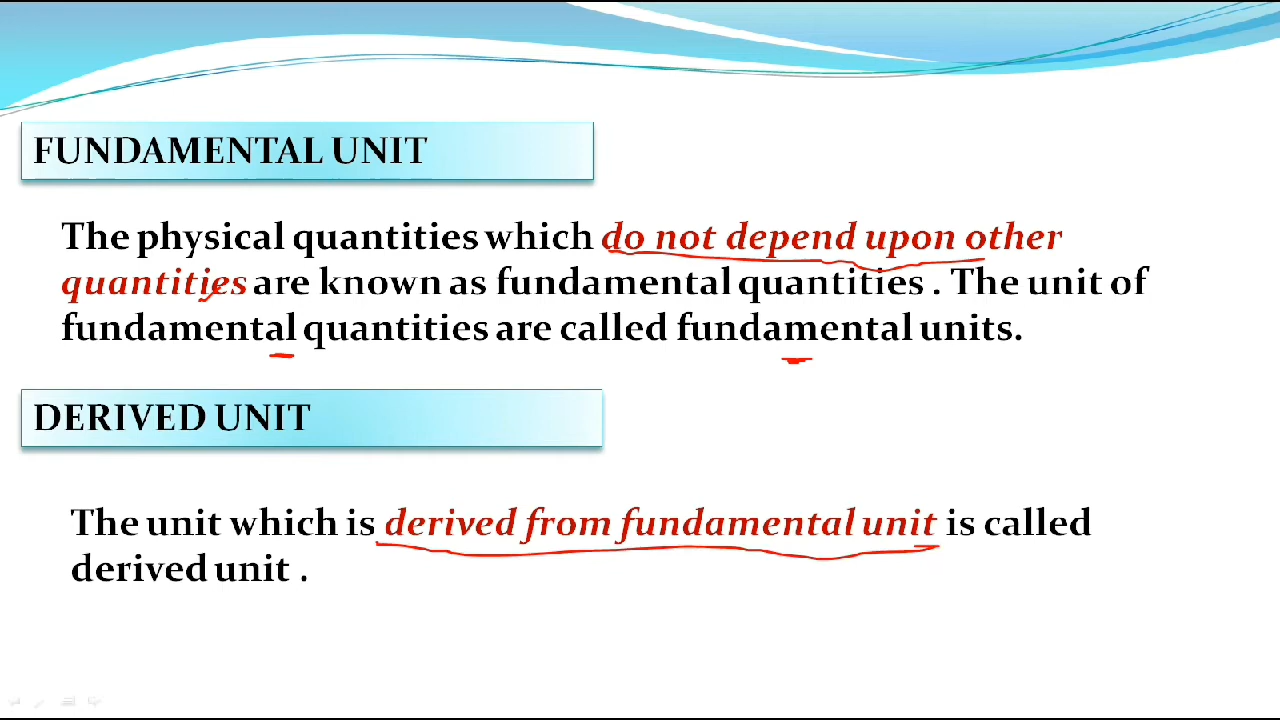 FUNDAMENTAL UNIT
The physical quantities which do not depend upon other
quantities are known as fundamental quantities . The unit of
fundamental quantities are called fundamental units.
DERIVED UNIT
The unit which is derived from fundamental unit is called
derived unit .